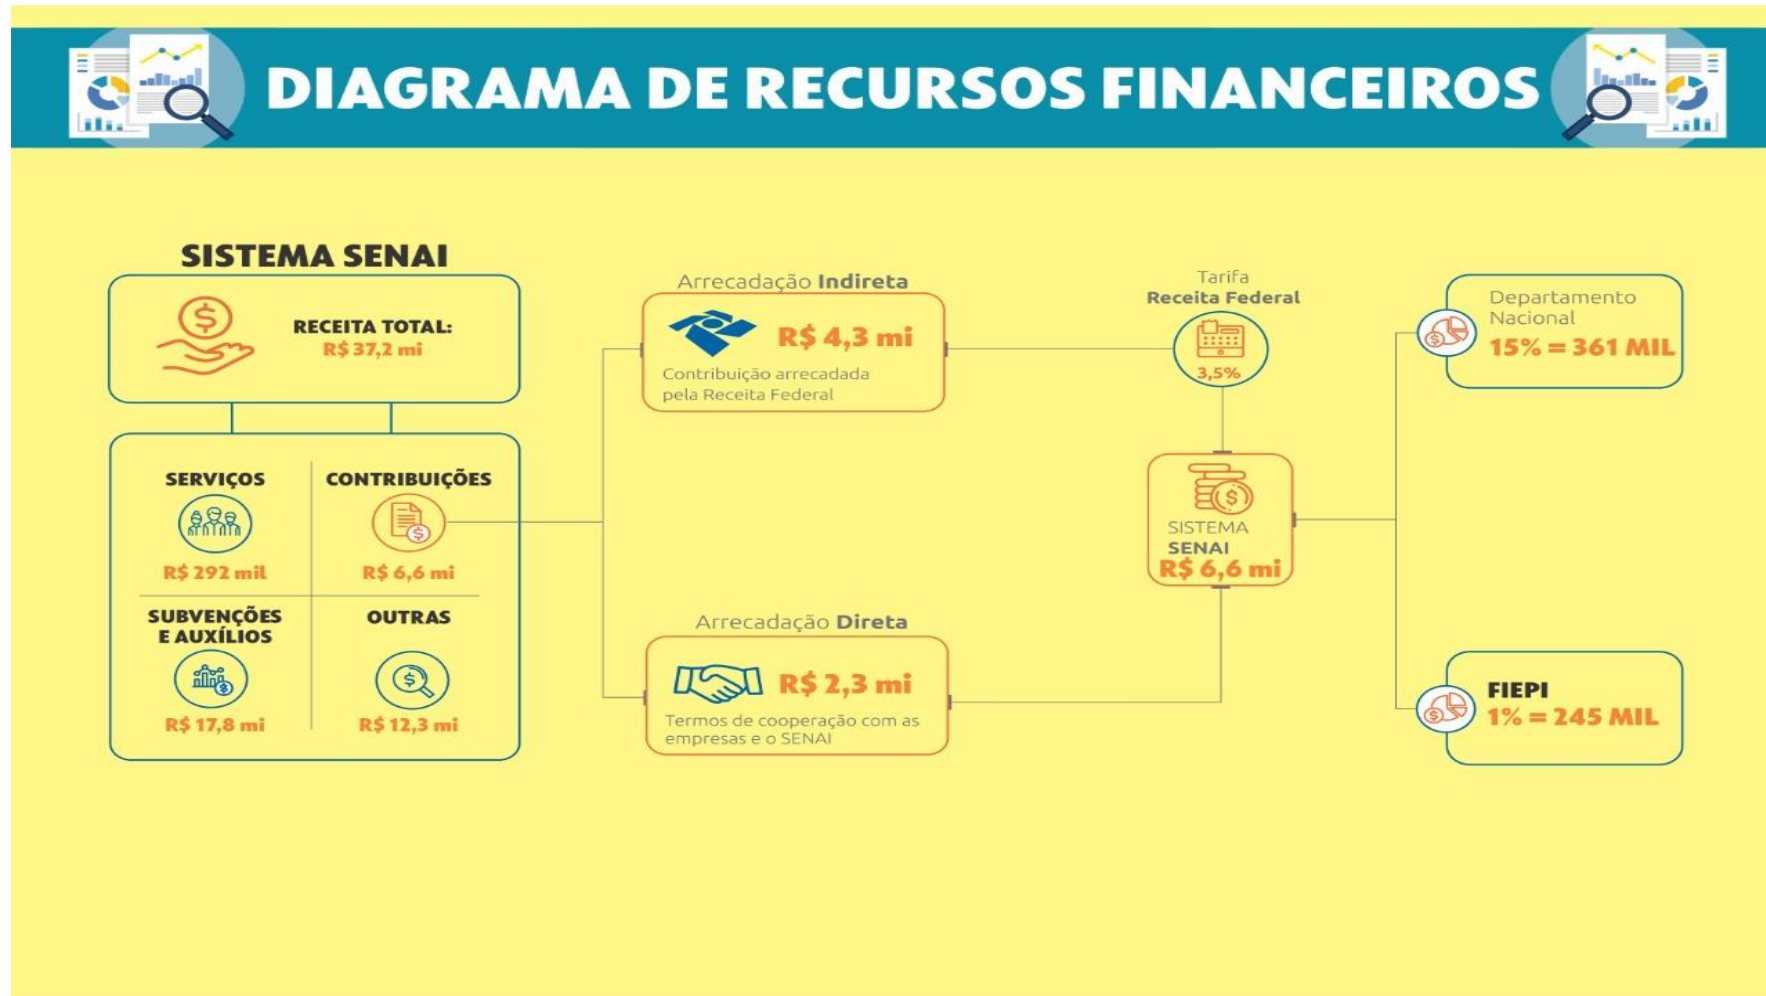 DIAGRAMA DE RECURSOS FINANCEIROS
SISTEMA SENAI
RECEITA TOTAL:
R$ 37,2 mi
SERVIÇOS
R$ 292 mil
CONTRIBUIÇÕES
R$ 6,6 mi
SUBVENÇÕES
E AUXÍLIOS
R$ 17,8 mi
OUTRAS
R$ 12,3 mi
Arrecadação Indireta
R$ 4,3 mi
Contribuição arrecadada
pela Receita Federal
Arrecadação Direta
R$ 2,3 mi
Termos de cooperação com as
empresas e o SENAI
Tarifa
Receita Federal
3,5%
SISTEMA
SENAI
R$ 6,6 mi
Departamento
Nacional
15% = 361 MIL
FIEPI
1% = 245 MIL